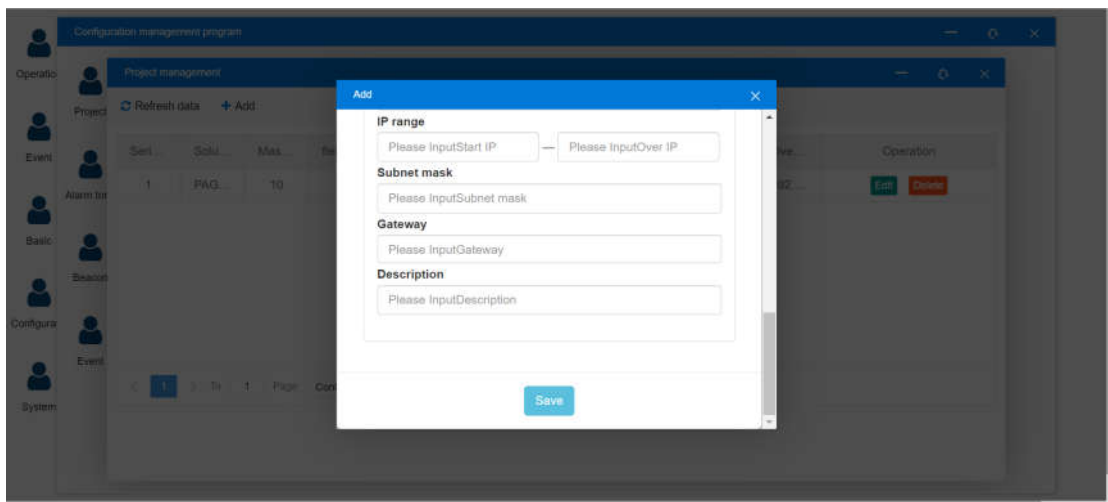 Configuration management program
Operatio
Project management
Project
Refresh data + Add
Add
IP range
Please InputStart IP — Please InputOver IP
Subnet mask
Please InputSubnet mask
Gateway
Please InputGateway
Description
Please InputDescription
Save
Event
Seri... Solu... Mas... Operation
1 PAG... 10 Edit Delete
Alarm
Basic
Beacon
Configura
Event
< 1 > To 1 Page Con
System